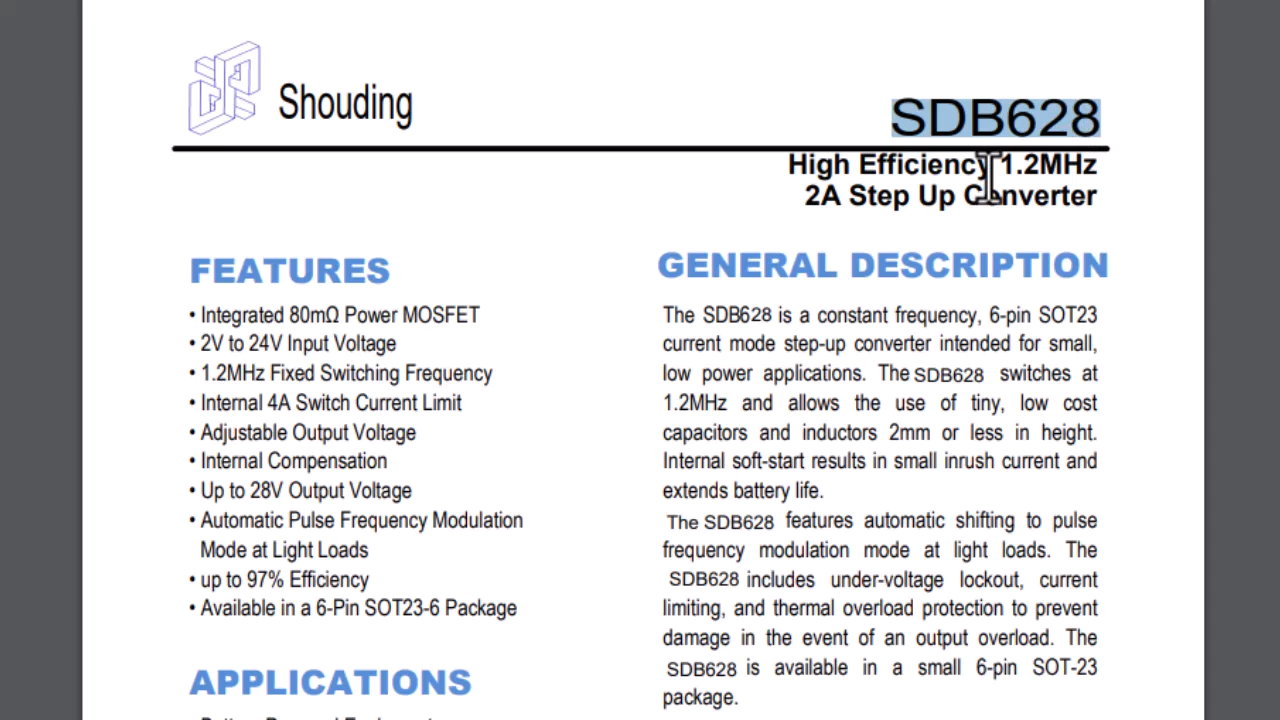 Shouding
SDB628
High Efficiency 1.2MHz
2A Step Up Converter
FEATURES
• Integrated 80mΩ Power MOSFET
• 2V to 24V Input Voltage
• 1.2MHz Fixed Switching Frequency
• Internal 4A Switch Current Limit
• Adjustable Output Voltage
• Internal Compensation
• Up to 28V Output Voltage
• Automatic Pulse Frequency Modulation
Mode at Light Loads
• up to 97% Efficiency
• Available in a 6-Pin SOT23-6 Package
APPLICATIONS
GENERAL DESCRIPTION
The SDB628 is a constant frequency, 6-pin SOT23
current mode step-up converter intended for small,
low power applications. The SDB628 switches at
1.2MHz and allows the use of tiny, low cost
capacitors and inductors 2mm or less in height.
Internal soft-start results in small inrush current and
extends battery life.
The SDB628 features automatic shifting to pulse
frequency modulation mode at light loads. The
SDB628 includes under-voltage lockout, current
limiting, and thermal overload protection to prevent
damage in the event of an output overload. The
SDB628 is available in a small 6-pin SOT-23
package.